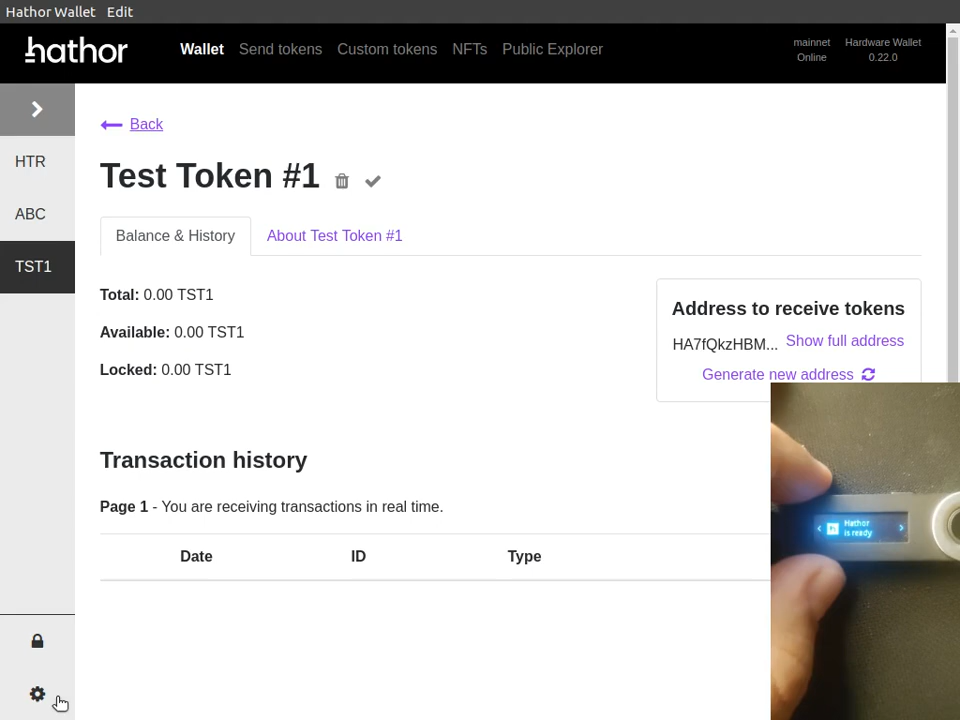 Hathor Wallet Edit
hathor Wallet Send tokens Custom tokens NFTs Public Explorer
mainnet
Online
Hardware Wallet
0.22.0
HTR
ABC
TST1
Back
Test Token #1
Balance & History About Test Token #1
Total: 0.00 TST1
Available: 0.00 TST1
Locked: 0.00 TST1
Address to receive tokens
HA7fQkzHBM... Show full address
Generate new address
Transaction history
Page 1 - You are receiving transactions in real time.
Date ID Type
Hathor
is ready